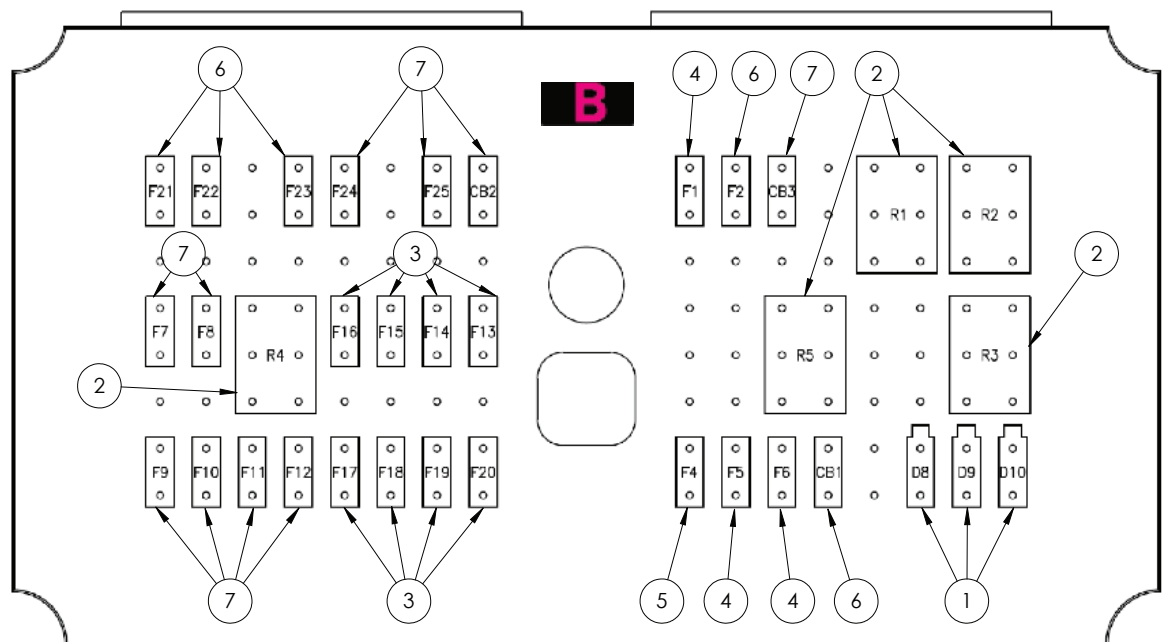 6 7 4 6 7 2
B
F21 F22 F23 F24 F25 CB2 F1 F2 CB3 R1 R2
7 3 2
F7 F8 R4 F16 F15 F14 F13 R5 R3
2
F9 F10 F11 F12 F17 F18 F19 F20 F4 F5 F6 CB1 D8 D9 D10
7 3 5 4 4 6 1